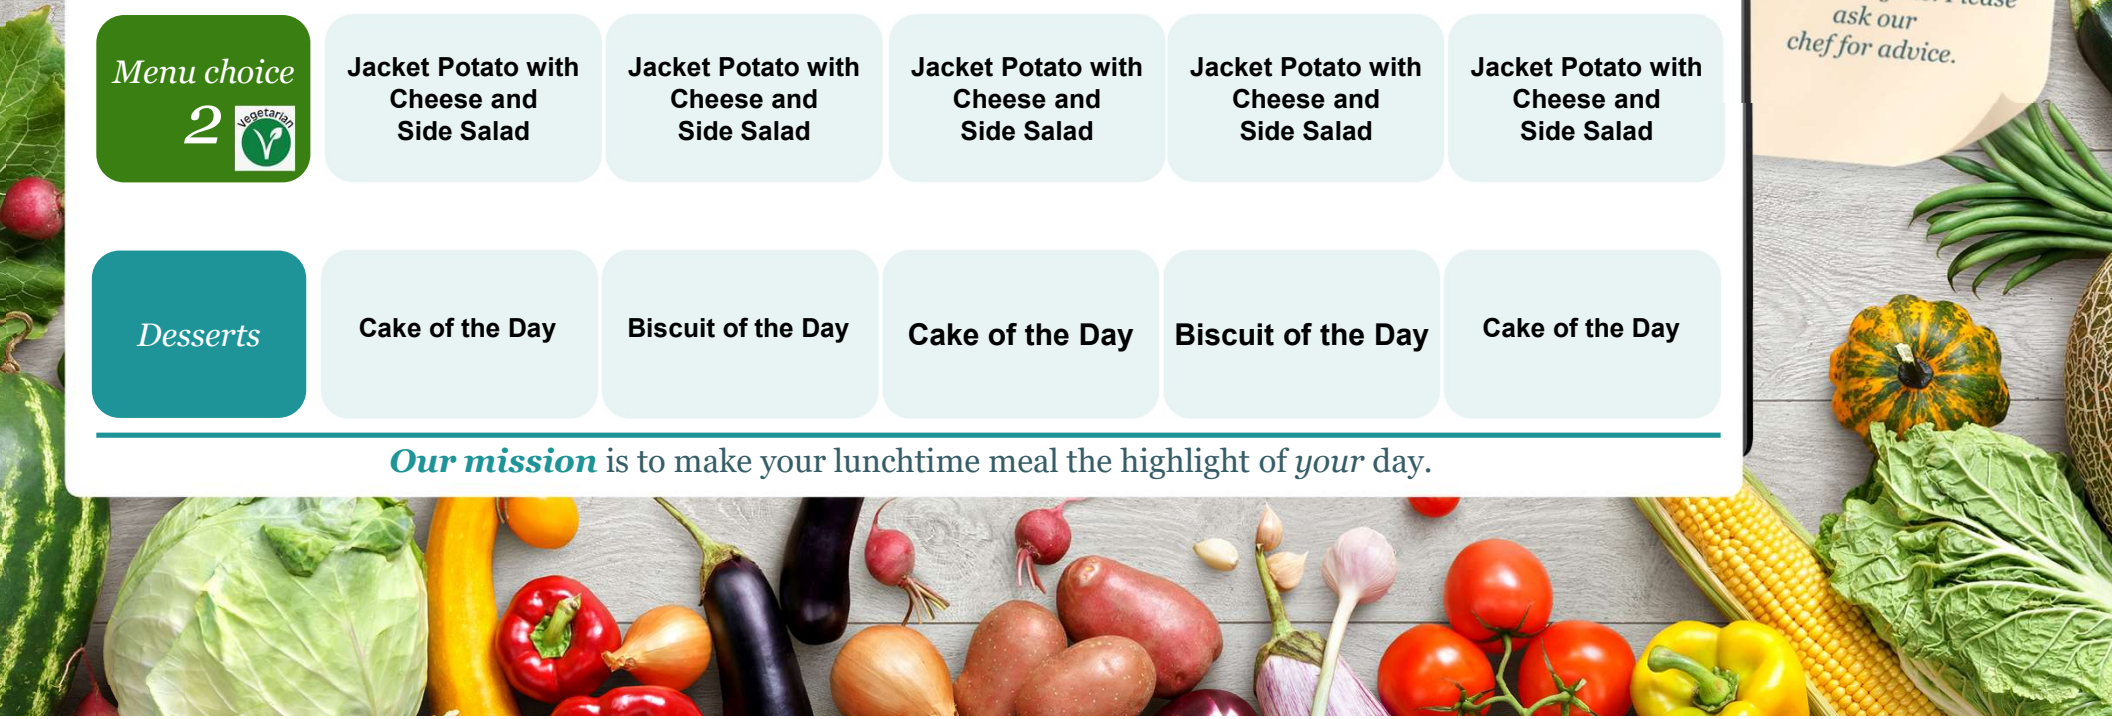 Please
ask our
chef for advice.
Menu choice
2
Vegetarian
V
Jacket Potato with
Cheese and
Side Salad
Jacket Potato with
Cheese and
Side Salad
Jacket Potato with
Cheese and
Side Salad
Jacket Potato with
Cheese and
Side Salad
Jacket Potato with
Cheese and
Side Salad
Desserts
Cake of the Day
Biscuit of the Day
Cake of the Day
Biscuit of the Day
Cake of the Day
Our mission is to make your lunchtime meal the highlight of your day.